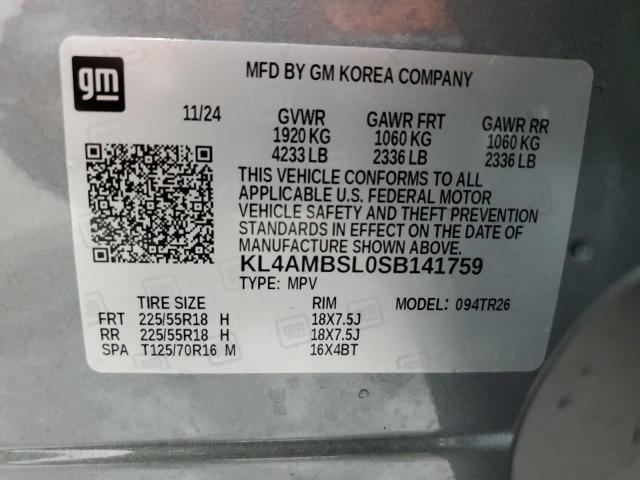 gm
MFD BY GM KOREA COMPANY
11/24 GVWR GAWR FRT GAWR RR
1920 KG 1060 KG 1060 KG
4233 LB 2336 LB 2336 LB
THIS VEHICLE CONFORMS TO ALL
APPLICABLE U.S. FEDERAL MOTOR
VEHICLE SAFETY AND THEFT PREVENTION
STANDARDS IN EFFECT ON THE DATE
OF MANUFACTURE SHOWN ABOVE.
KL4AMBSL0SB141759
TYPE: MPV
TIRE SIZE RIM MODEL: 094TR26
FRT 225/55R18 H 18X7.5J
RR 225/55R18 H 18X7.5J
SPA T125/70R16 M 16X4BT